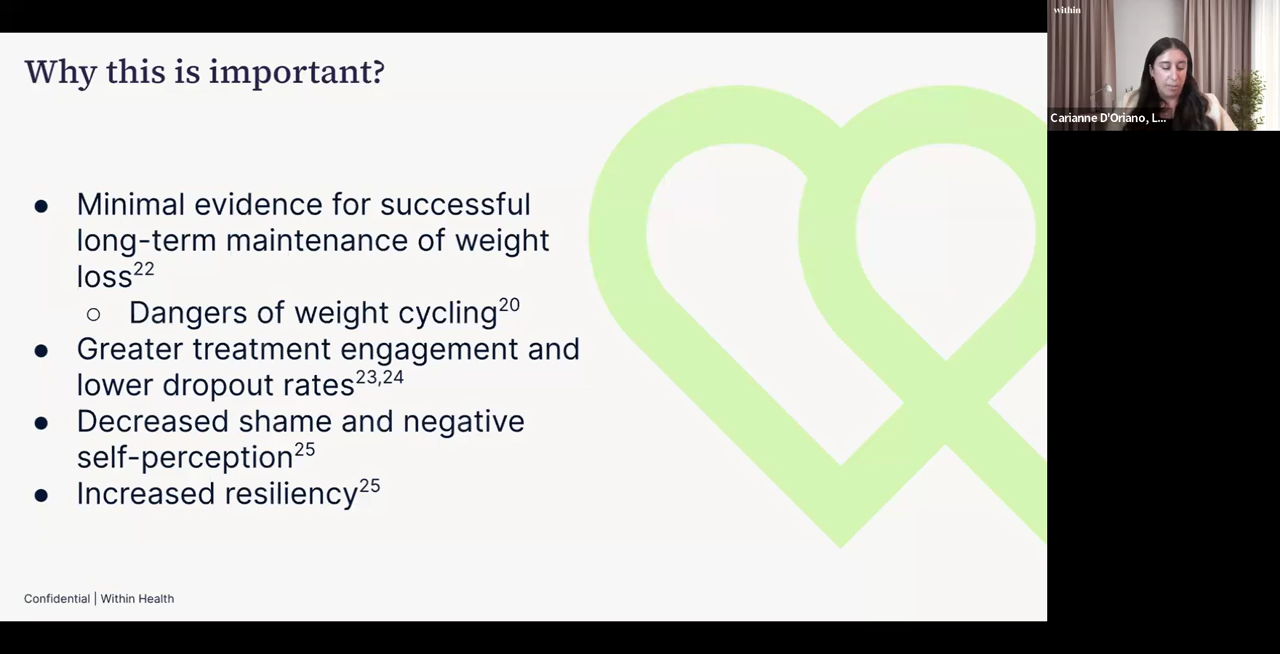 Why this is important?
● Minimal evidence for successful
long-term maintenance of weight
loss22
○ Dangers of weight cycling20
● Greater treatment engagement and
lower dropout rates23,24
● Decreased shame and negative
self-perception25
● Increased resiliency25
Confidential | Within Health
within
Carianne D'Oriano, L...